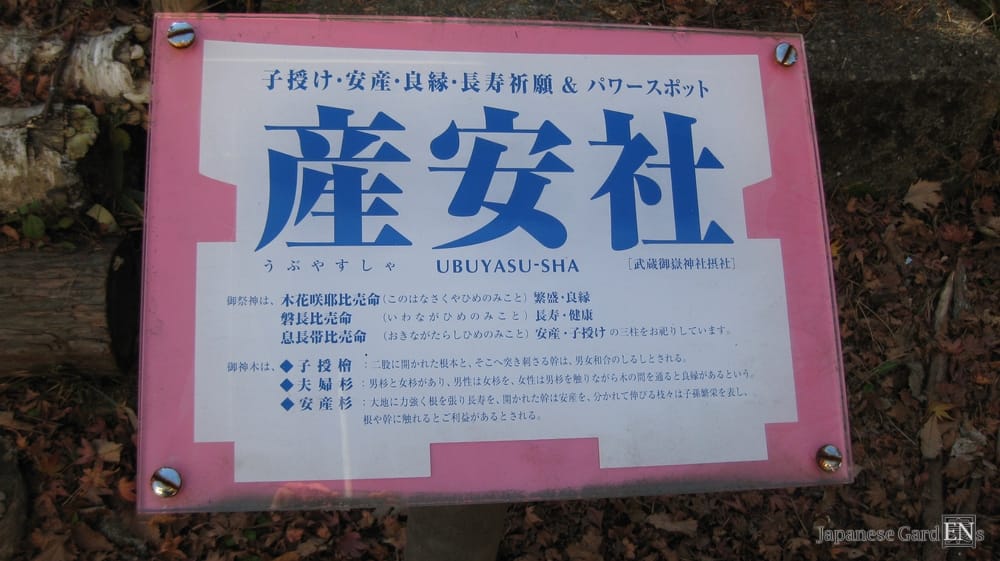 子授け・安産・良縁・長寿祈願 & パワースポット
産安社
うぶやすしゃ UBUYASU-SHA [武蔵御嶽神社摂社]
御祭神は、木花咲耶比売命(このはなさくやひめのみこと) 繁盛・良縁
磐長比売命 (いわながひめのみこと) 長寿・健康
息長帯比売命 (おきながたらしひめのみこと) 安産・子授け の三柱をお祀りしています。
御神木は、◆子授檜 :二股に開かれた根本と、そこへ突き刺さる幹は、男女和合のしるしとされる。
◆夫婦杉 :男杉と女杉があり、男性は女杉を、女性は男杉を触りながら木の間を通ると良縁があるという。
◆安産杉 :大地に力強く根を張り長寿を、開かれた幹は安産を、分かれて伸びる枝々は子孫繁栄を表し、
根や幹に触れるとご利益があるとされる。
Japanese Gard EN s